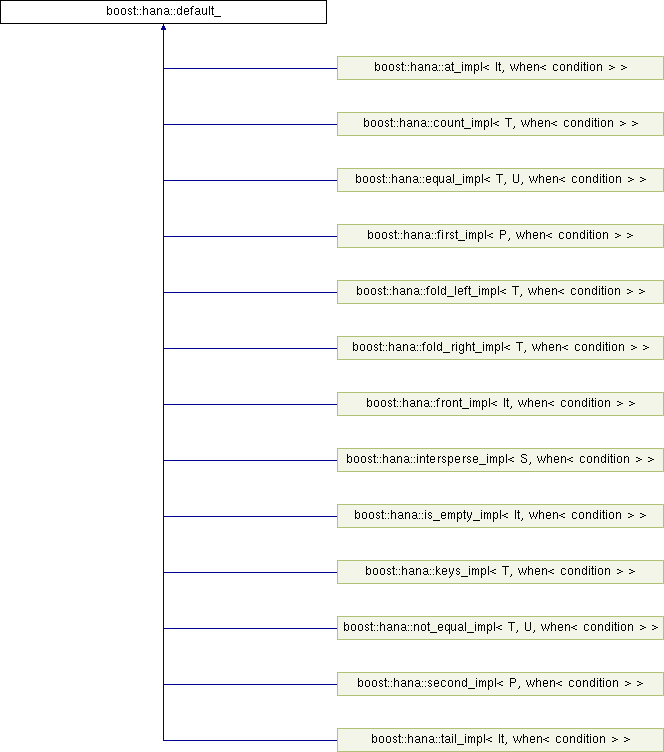 boost::hana::default_
boost::hana::at_impl< It, when< condition > >
boost::hana::count_impl< T, when< condition > >
boost::hana::equal_impl< T, U, when< condition > >
boost::hana::first_impl< P, when< condition > >
boost::hana::fold_left_impl< T, when< condition > >
boost::hana::fold_right_impl< T, when< condition > >
boost::hana::front_impl< It, when< condition > >
boost::hana::intersperse_impl< S, when< condition > >
boost::hana::is_empty_impl< It, when< condition > >
boost::hana::keys_impl< T, when< condition > >
boost::hana::not_equal_impl< T, U, when< condition > >
boost::hana::second_impl< P, when< condition > >
boost::hana::tail_impl< It, when< condition > >